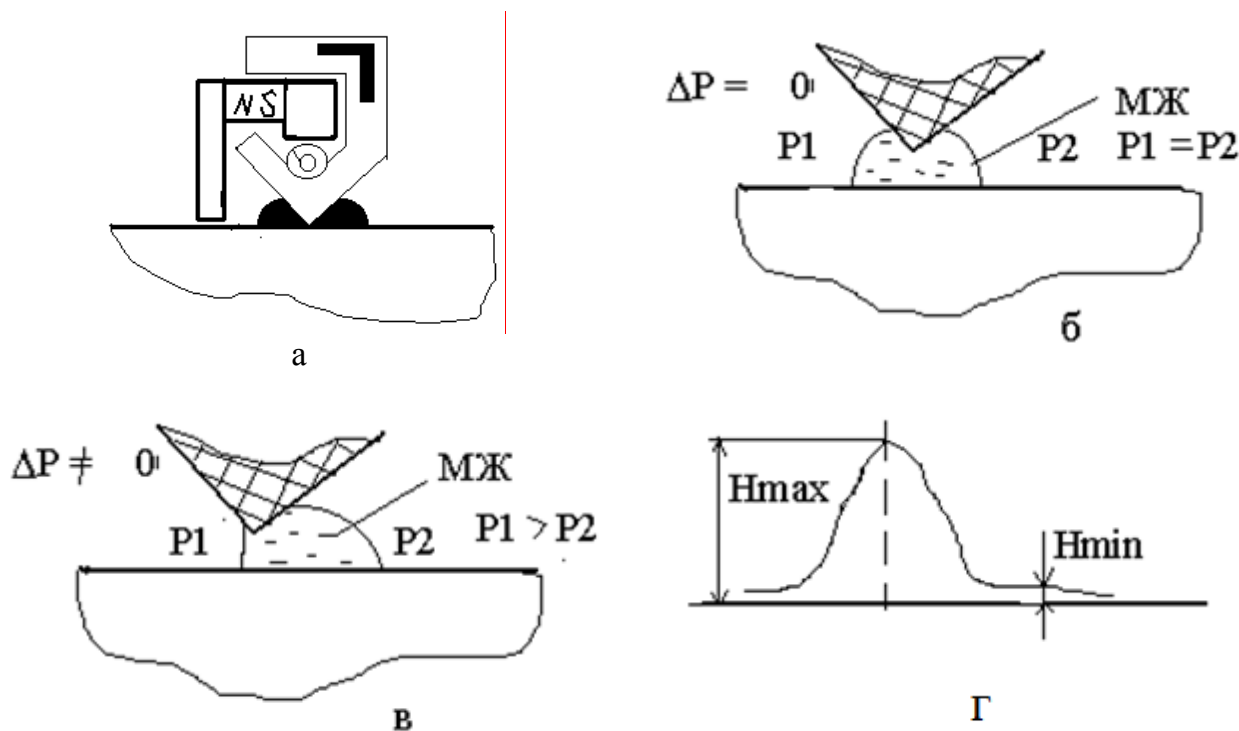 NS
а
ΔP = 0
МЖ
P1
P2
P1 = P2
б
ΔP ≠ 0
МЖ
P1
P2
P1 > P2
в
Hmax
Hmin
Г